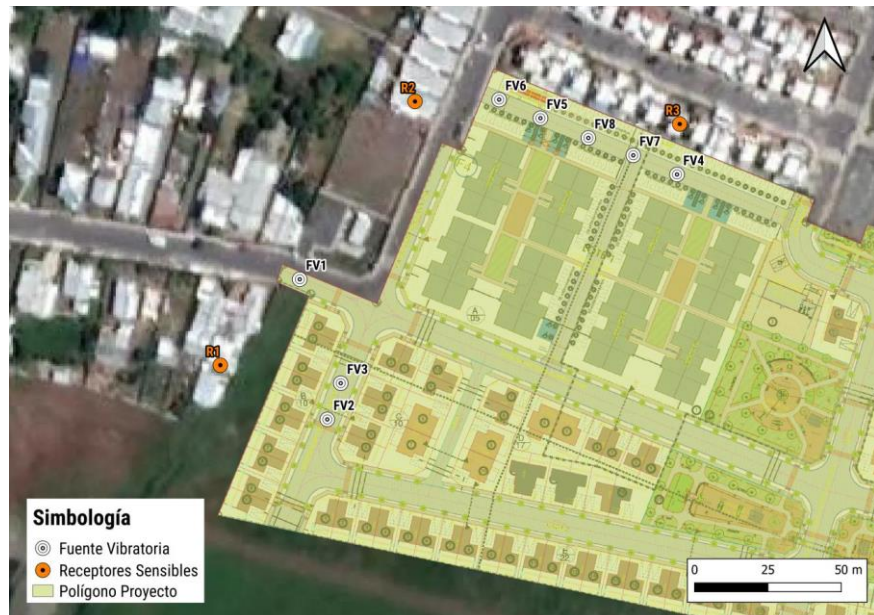 R2
FV6
FV5
R3
FV8
FV7
FV4
FV1
R1
FV3
FV2
Simbología
Fuente Vibratoria
Receptores Sensibles
Polígono Proyecto
0 25 50 m